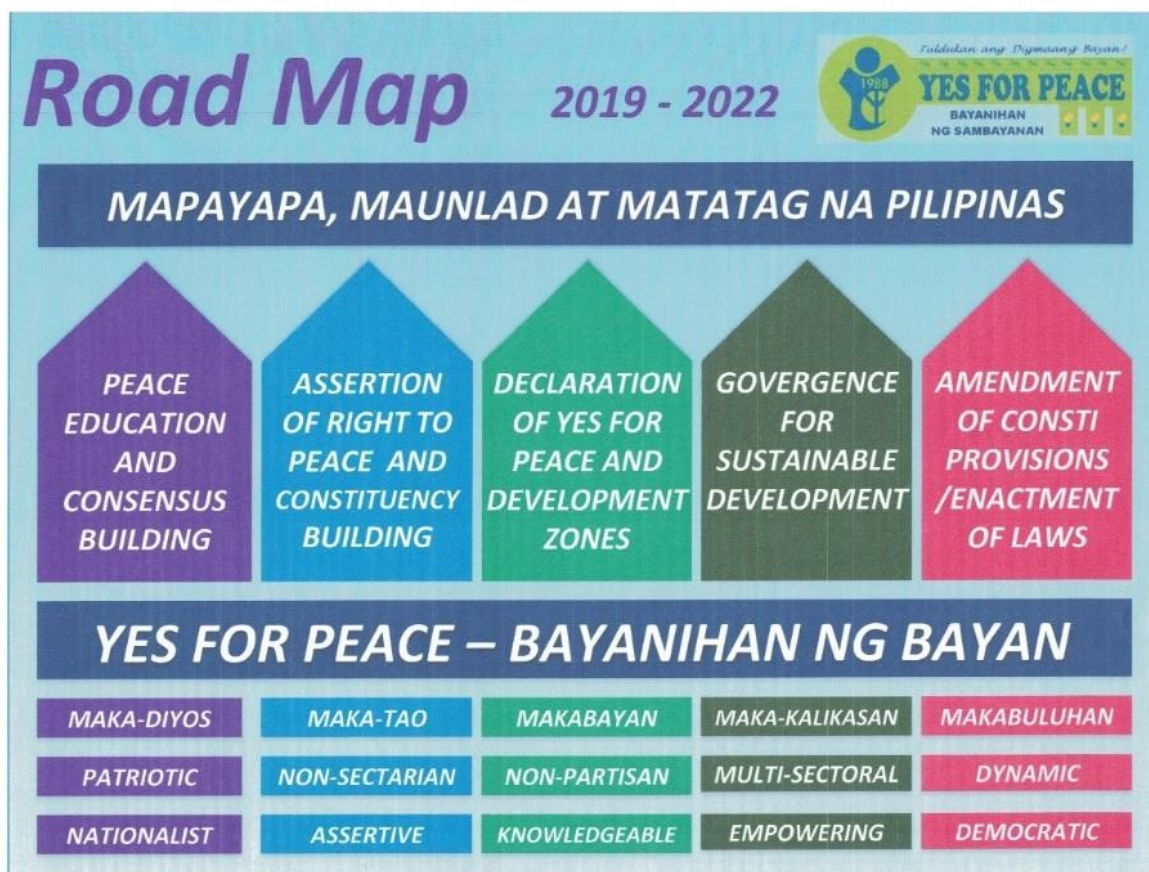 Road Map 2019 - 2022
Tuldukan ang Digmaang Bayan!
1988
YES FOR PEACE
BAYANIHAN
NG SAMBAYANAN
MAPAYAPA, MAUNLAD AT MATATAG NA PILIPINAS
PEACE
EDUCATION
AND
CONSENSUS
BUILDING
ASSERTION
OF RIGHT TO
PEACE AND
CONSTITUENCY
BUILDING
DECLARATION
OF YES FOR
PEACE AND
DEVELOPMENT
ZONES
GOVERGENCE
FOR
SUSTAINABLE
DEVELOPMENT
AMENDMENT
OF CONSTI
PROVISIONS
/ENACTMENT
OF LAWS
YES FOR PEACE – BAYANIHAN NG BAYAN
MAKA-DIYOS
MAKA-TAO
MAKABAYAN
MAKA-KALIKASAN
MAKABULUHAN
PATRIOTIC
NON-SECTARIAN
NON-PARTISAN
MULTI-SECTORAL
DYNAMIC
NATIONALIST
ASSERTIVE
KNOWLEDGEABLE
EMPOWERING
DEMOCRATIC